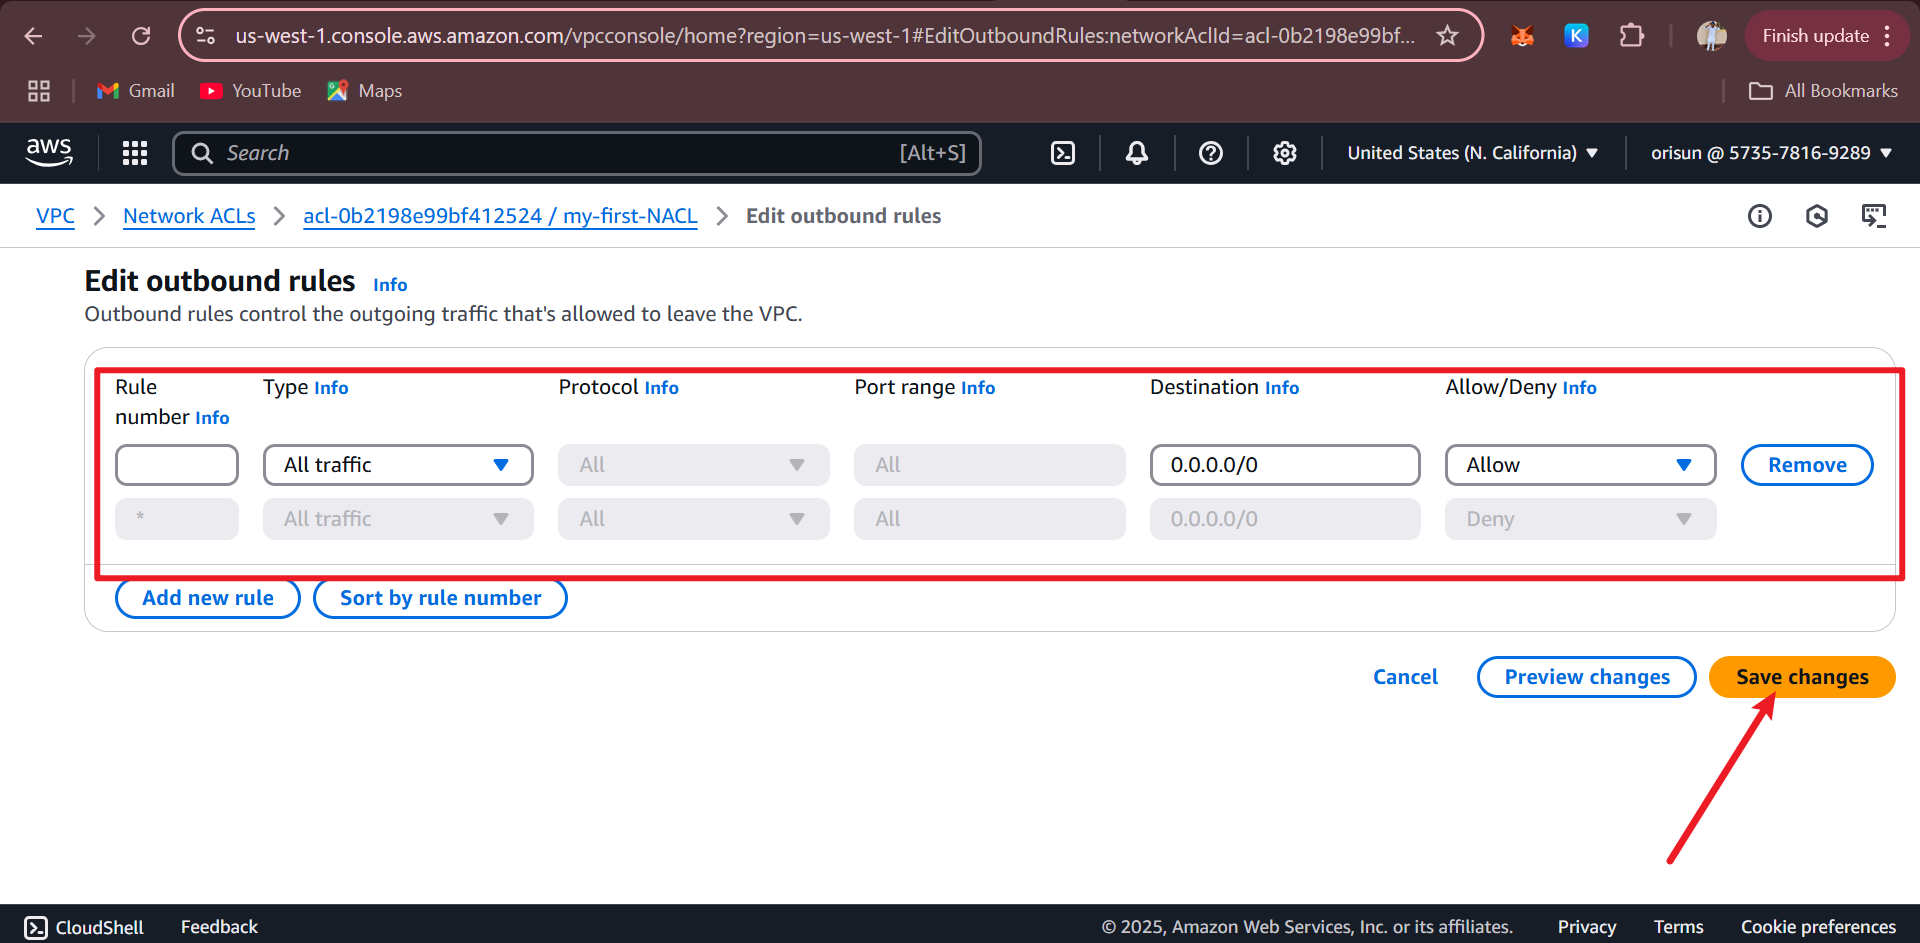 us-west-1.console.aws.amazon.com/vpcconsole/home?region=us-west-1#EditOutboundRules:networkAclId=acl-0b2198e99bf...
K
Finish update
Gmail
YouTube
Maps
All Bookmarks
aws
Search
[Alt+S]
United States (N. California)
orisun @ 5735-7816-9289
VPC
Network ACLs
acl-0b2198e99bf412524 / my-first-NACL
Edit outbound rules
Edit outbound rules Info
Outbound rules control the outgoing traffic that's allowed to leave the VPC.
Rule number Info
Type Info
Protocol Info
Port range Info
Destination Info
Allow/Deny Info
All traffic
All
All
0.0.0.0/0
Allow
Remove
*
All traffic
All
All
0.0.0.0/0
Deny
Add new rule
Sort by rule number
Cancel
Preview changes
Save changes
CloudShell
Feedback
© 2025, Amazon Web Services, Inc. or its affiliates.
Privacy
Terms
Cookie preferences